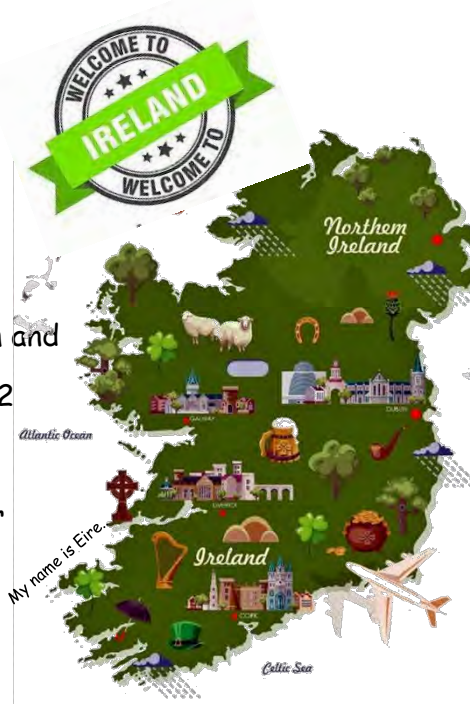 WELCOME TO
IRELAND
WELCOME TO
Northern
Ireland
and
2
Atlantic Ocean
GALWAY
DUBLIN
LIMERICK
My name is Eire..
Ireland
CORK
Celtic Sea